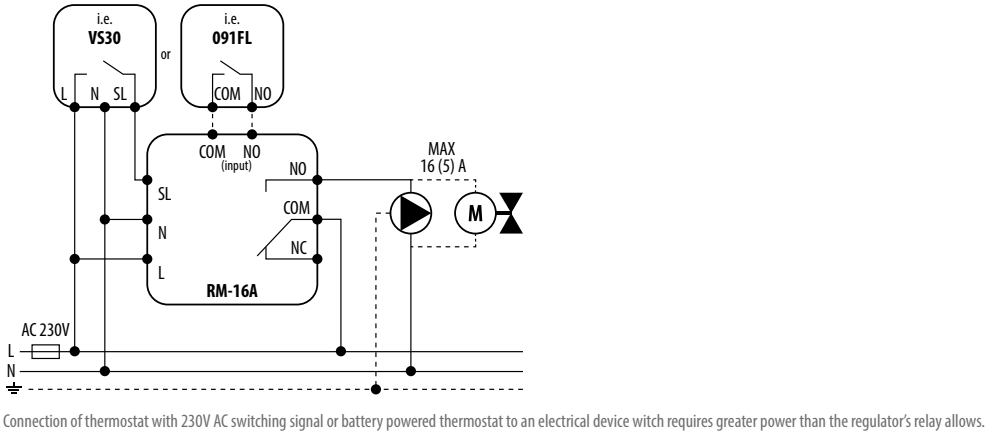 i.e.
VS30
or
i.e.
091FL
L N SL
COM NO
COM NO
(input)
MAX
16 (5) A
NO
SL
COM
M
N
NC
L
RM-16A
AC 230V
L
N
Connection of thermostat with 230V AC switching signal or battery powered thermostat to an electrical device witch requires greater power than the regulator's relay allows.